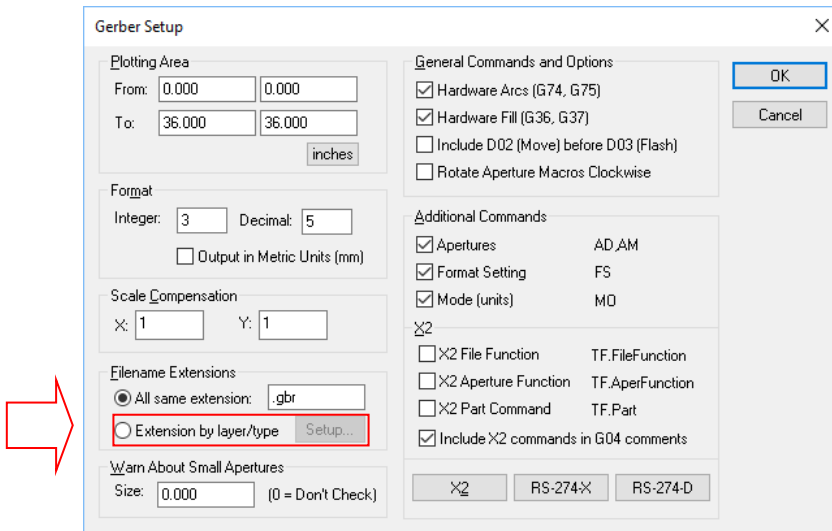 Gerber Setup
Plotting Area
From: 0.000 0.000
To: 36.000 36.000
inches
Format
Integer: 3 Decimal: 5
Output in Metric Units (mm)
Scale Compensation
X: 1 Y: 1
Filename Extensions
All same extension: .gbr
Extension by layer/type Setup...
Warn About Small Apertures
Size: 0.000 (0 = Don't Check)
General Commands and Options
Hardware Arcs (G74, G75)
Hardware Fill (G36, G37)
Include D02 (Move) before D03 (Flash)
Rotate Aperture Macros Clockwise
Additional Commands
Apertures AD,AM
Format Setting FS
Mode (units) MO
X2
X2 File Function TF.FileFunction
X2 Aperture Function TF.AperFunction
X2 Part Command TF.Part
Include X2 commands in G04 comments
X2 RS-274-X RS-274-D
OK
Cancel